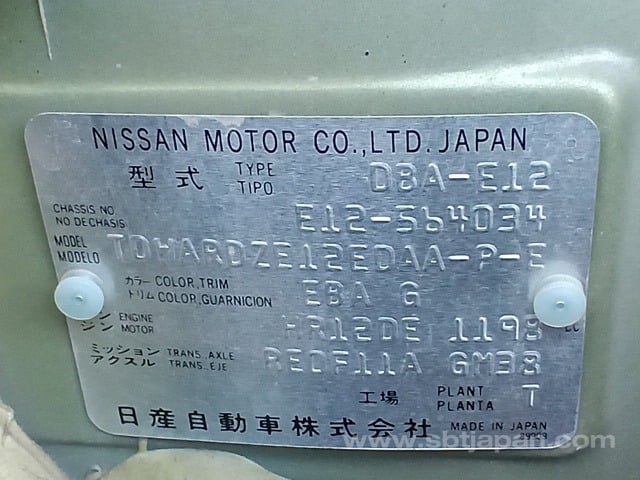 NISSAN MOTOR CO.,LTD. JAPAN
型式 TYPE TIPO DBA-E12
CHASSIS NO NO DE CHASIS E12-564034
MODEL MODELO TDWARDZE12EDAA-P-E
カラー COLOR,TRIM
トリム COLOR,GUARNICION EBA G
ENGINE
ジン MOTOR HR12DE 1198 CC
ミッション TRANS.AXLE
アクスル TRANS.EJE RE0F11A GM38
工場 PLANT PLANTA T
日産自動車株式会社 MADE IN JAPAN
www.sbtjapan.com